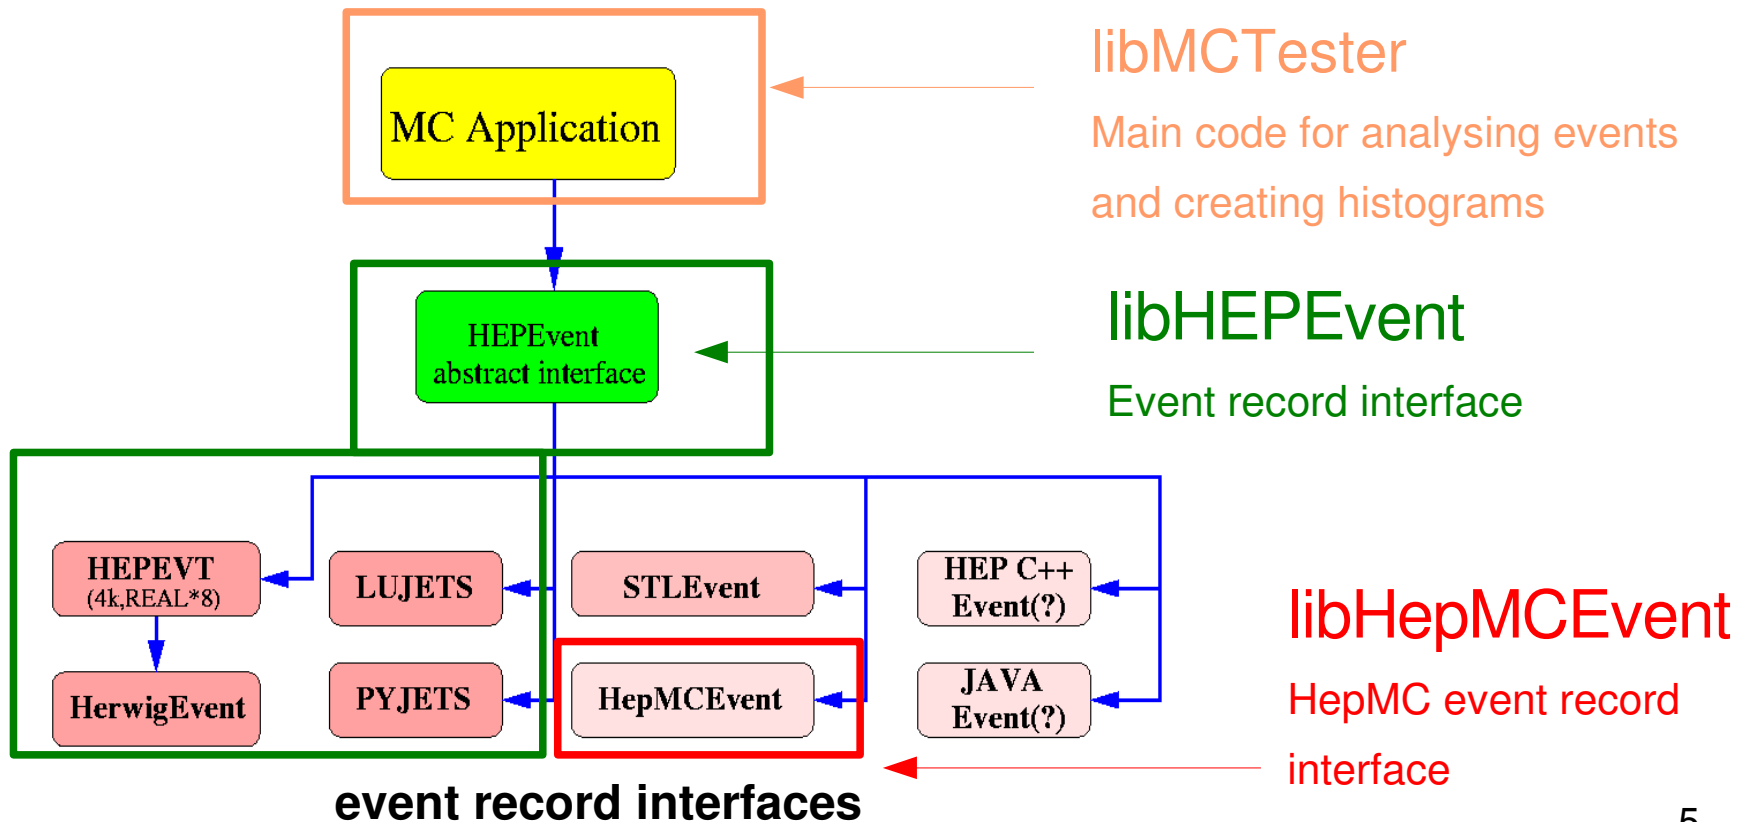 libMCTester
Main code for analysing events
and creating histograms
MC Application
libHEPEvent
Event record interface
HEPEvent
abstract interface
HEPEVT
(4k,REAL*8)
LUJETS
STLEvent
HEP C++
Event(?)
HerwigEvent
PYJETS
HepMCEvent
JAVA
Event(?)
libHepMCEvent
HepMC event record
interface
event record interfaces
5